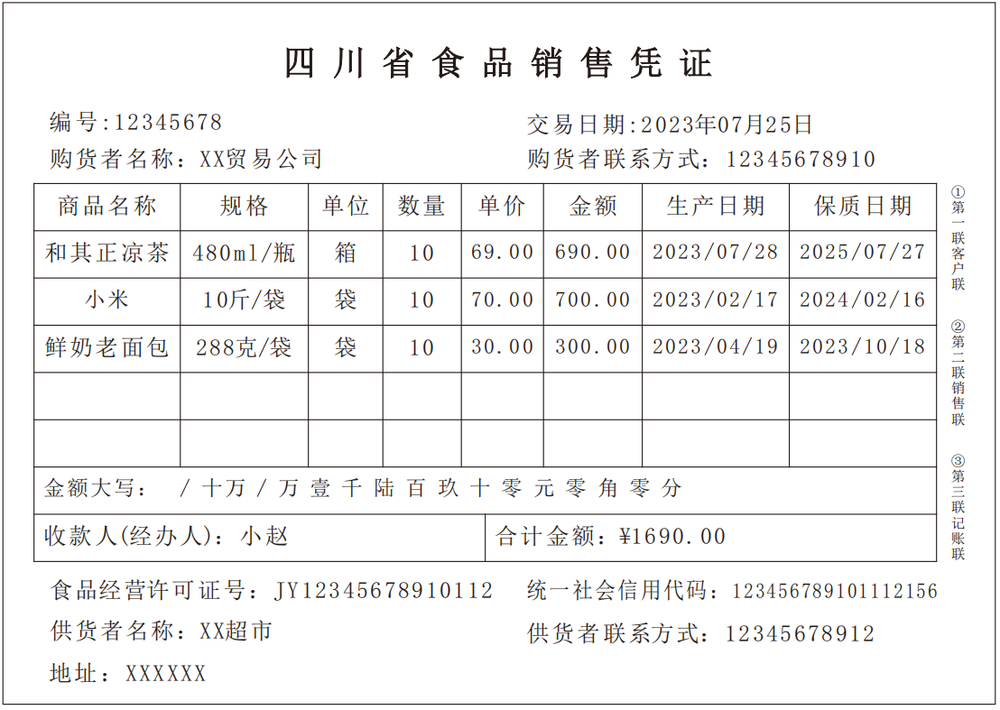 四川省食品销售凭证
编号:12345678 交易日期:2023年07月25日
购货者名称：XX贸易公司 购货者联系方式：12345678910
商品名称 规格 单位 数量 单价 金额 生产日期 保质日期
和其正凉茶 480ml/瓶 箱 10 69.00 690.00 2023/07/28 2025/07/27
小米 10斤/袋 袋 10 70.00 700.00 2023/02/17 2024/02/16
鲜奶老面包 288克/袋 袋 10 30.00 300.00 2023/04/19 2023/10/18
金额大写： / 十万 / 万 壹 千 陆 百 玖 十 零 元 零 角 零 分
收款人(经办人)：小赵 合计金额：¥1690.00
食品经营许可证号：JY12345678910112 统一社会信用代码：123456789101112156
供货者名称：XX超市 供货者联系方式：12345678912
地址：XXXXXX
①第一联客户联
②第二联销售联
③第三联记账联